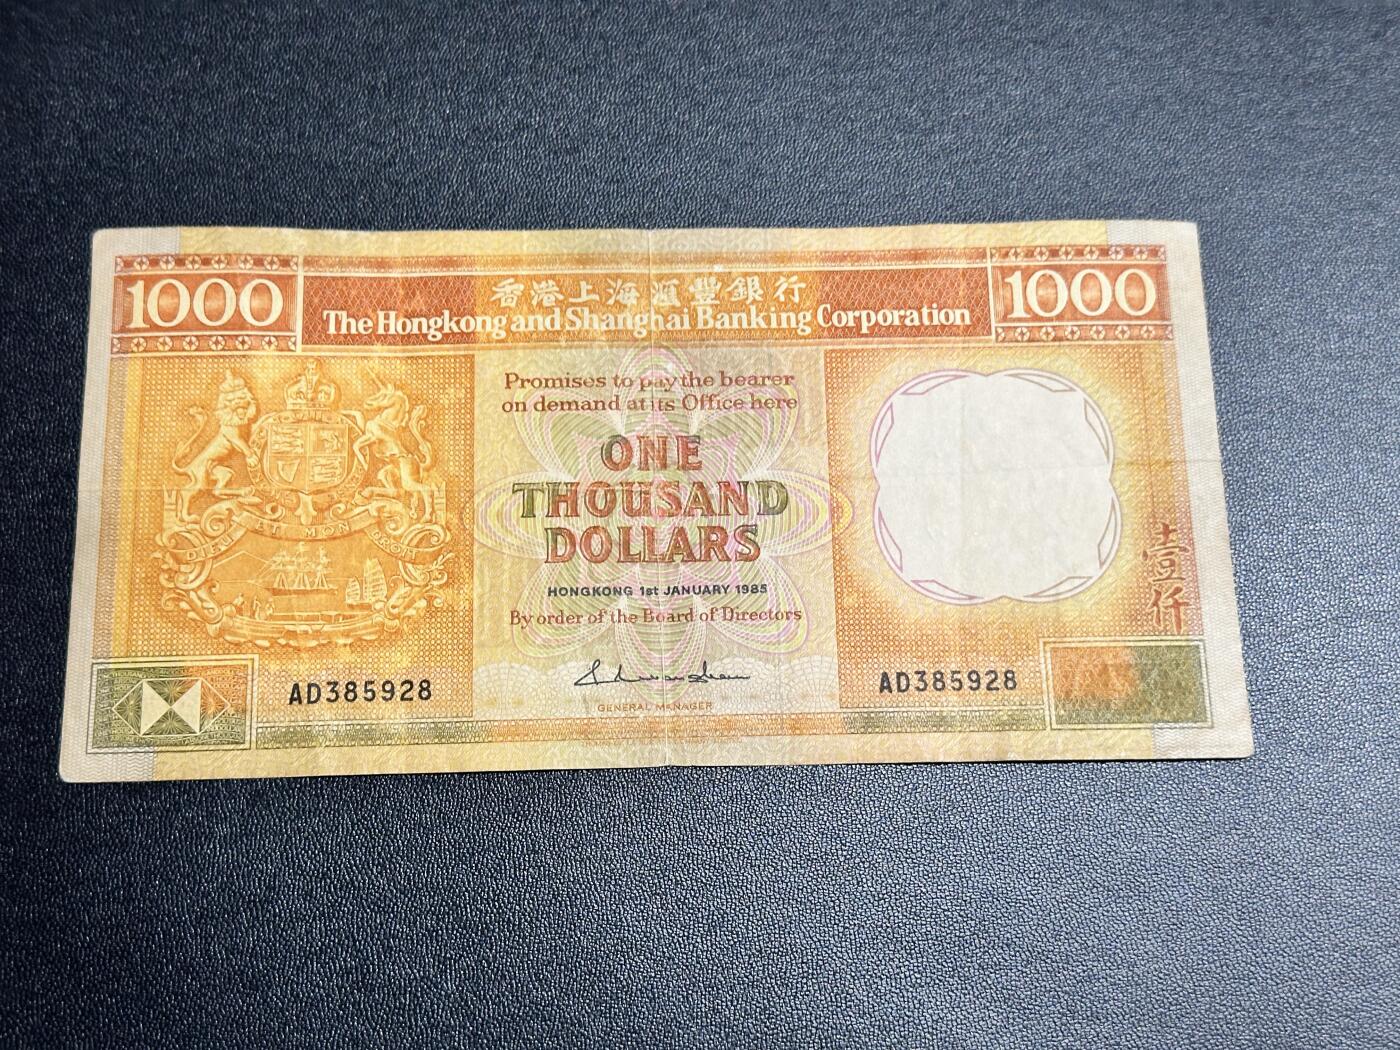 1000
香港上海滙豐銀行
1000
The Hongkong and Shanghai Banking Corporation
Promises to pay the bearer
on demand at its Office here
ONE
THOUSAND
DOLLARS
HONGKONG 1st JANUARY 1985
By order of the Board of Directors
GENERAL MANAGER
DIEU ET MON DROIT
壹仟
AD385928
AD385928